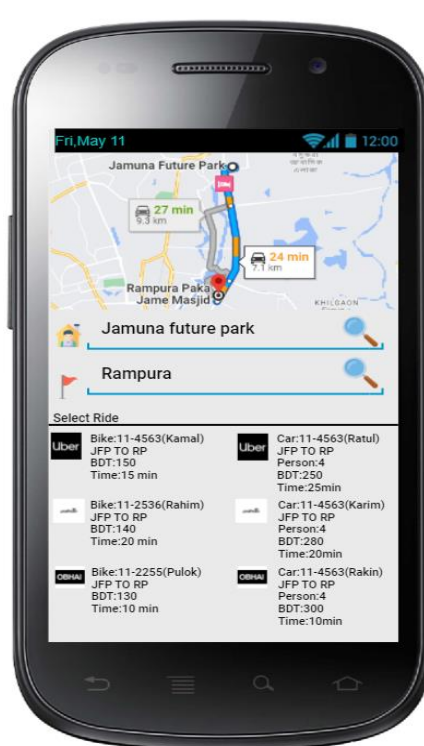 Fri,May 11
12:00
Jamuna Future Park
27 min
9.3 km
24 min
7.1 km
Rampura Paka
Jame Masjid
KHILGAON
Jamuna future park
Rampura
Select Ride
Uber
Bike:11-4563(Kamal)
JFP TO RP
BDT:150
Time:15 min
Uber
Car:11-4563(Ratul)
JFP TO RP
Person:4
BDT:250
Time:25min
Bike:11-2536(Rahim)
JFP TO RP
BDT:140
Time:20 min
Car:11-4563(Karim)
JFP TO RP
Person:4
BDT:280
Time:20min
OBHAI
Bike:11-2255(Pulok)
JFP TO RP
BDT:130
Time:10 min
OBHAI
Car:11-4563(Rakin)
JFP TO RP
Person:4
BDT:300
Time:10min